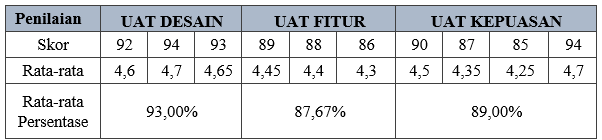 Penilaian UAT DESAIN UAT FITUR UAT KEPUASAN
Skor 92 94 93 89 88 86 90 87 85 94
Rata-rata 4,6 4,7 4,65 4,45 4,4 4,3 4,5 4,35 4,25 4,7
Rata-rata
Persentase 93,00% 87,67% 89,00%